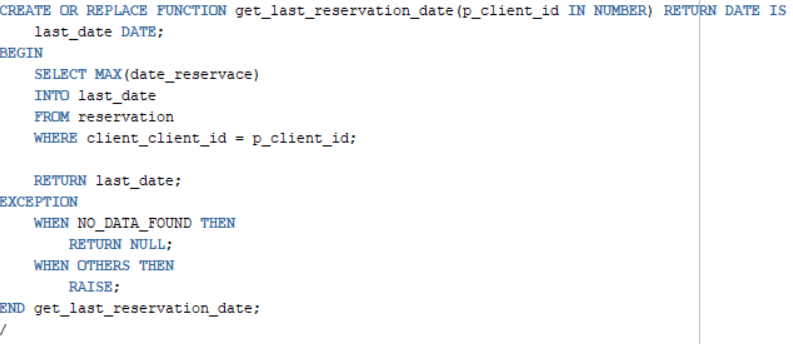 CREATE OR REPLACE FUNCTION get_last_reservation_date(p_client_id IN NUMBER) RETURN DATE IS
    last_date DATE;
BEGIN
    SELECT MAX(date_reservace)
    INTO last_date
    FROM reservation
    WHERE client_client_id = p_client_id;

    RETURN last_date;
EXCEPTION
    WHEN NO_DATA_FOUND THEN
        RETURN NULL;
    WHEN OTHERS THEN
        RAISE;
END get_last_reservation_date;
/